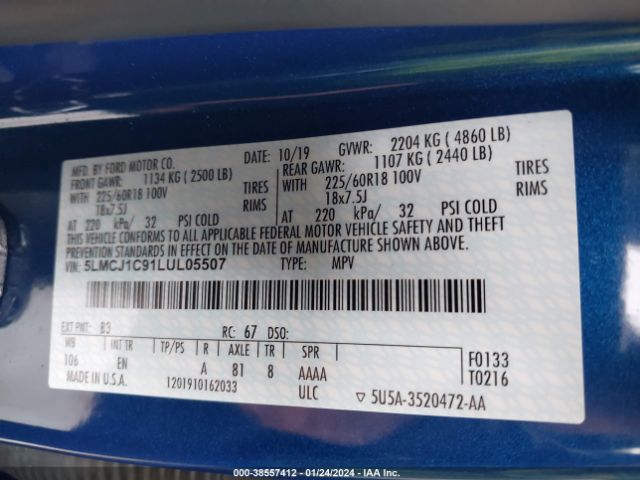 MFD. BY FORD MOTOR CO.
DATE: 10/19 GVWR: 2204 KG (4860 LB)
FRONT GAWR: 1134 KG (2500 LB) REAR GAWR: 1107 KG (2440 LB)
WITH 225/60R18 100V TIRES WITH 225/60R18 100V TIRES
18x7.5J RIMS 18x7.5J RIMS
AT 220 kPa/ 32 PSI COLD AT 220 kPa/ 32 PSI COLD
THIS VEHICLE CONFORMS TO ALL APPLICABLE FEDERAL MOTOR VEHICLE SAFETY AND THEFT
PREVENTION STANDARDS IN EFFECT ON THE DATE OF MANUFACTURE SHOWN ABOVE.
VIN: 5LMCJ1C91LUL05507 TYPE: MPV
EXT PNT: B3 RC: 67 DSO:
WB INT TR TP/PS R AXLE TR SPR
106 EN A 81 8 AAAA
F0133
T0216
MADE IN U.S.A. 1201910162033 ULC ▽ 5U5A-3520472-AA
000-38557412 - 01/24/2024 - IAA Inc.